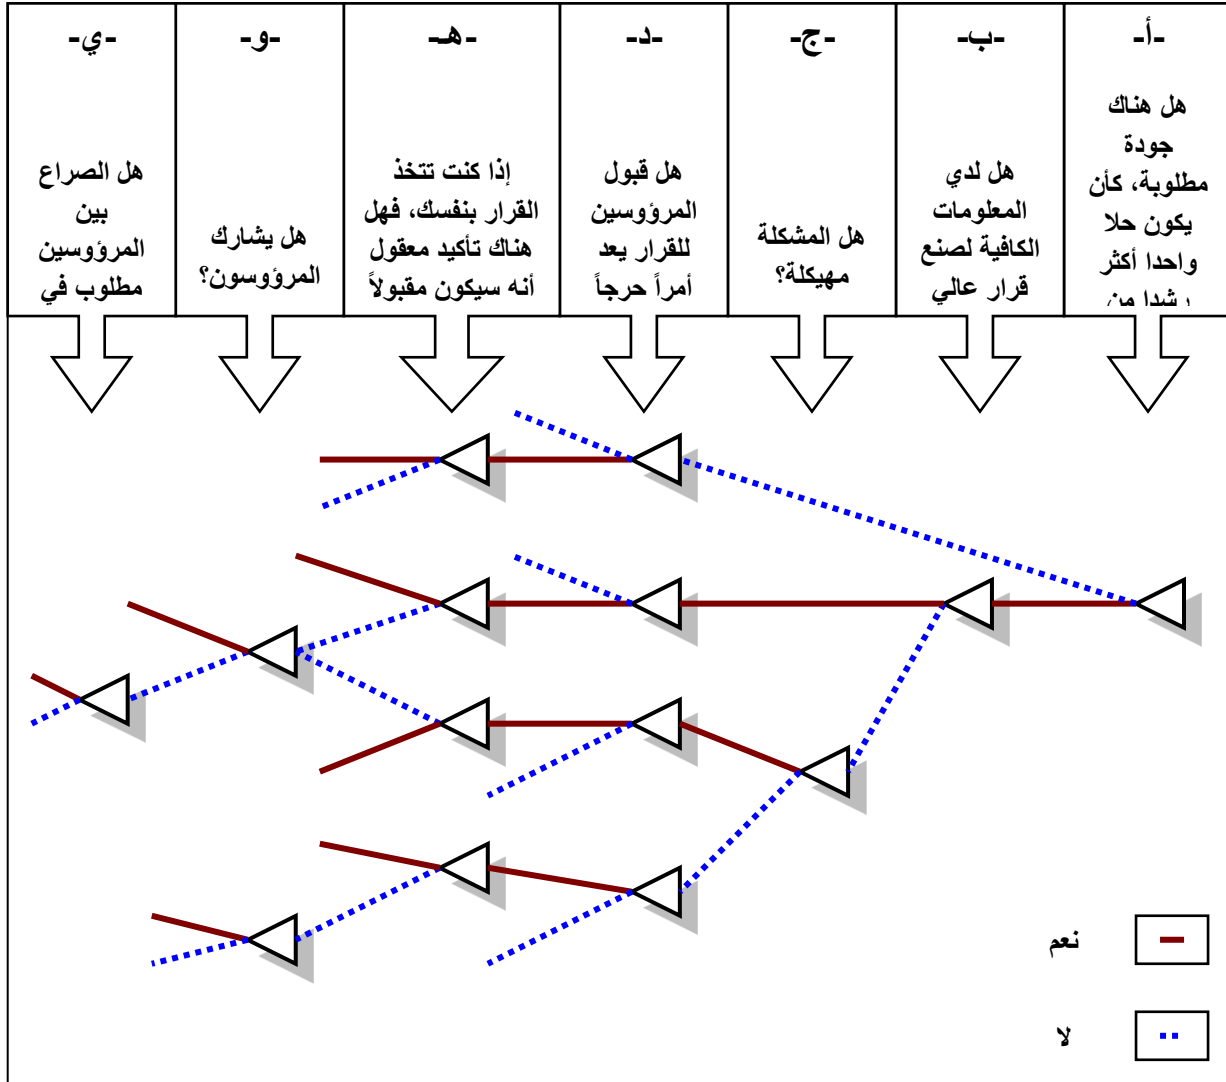 -أ-
هل هناك
جودة
مطلوبة، كأن
يكون حلا
واحدا أكثر
رشدا من
-ب-
هل لدي
المعلومات
الكافية لصنع
قرار عالي
-ج-
هل المشكلة
مهيكلة؟
-د-
هل قبول
المرؤوسين
للقرار يعد
أمراً حرجاً
-هـ-
إذا كنت تتخذ
القرار بنفسك، فهل
هناك تأكيد معقول
أنه سيكون مقبولاً
-و-
هل يشارك
المرؤوسون؟
-ي-
هل الصراع
بين
المرؤوسين
مطلوب في
نعم
لا